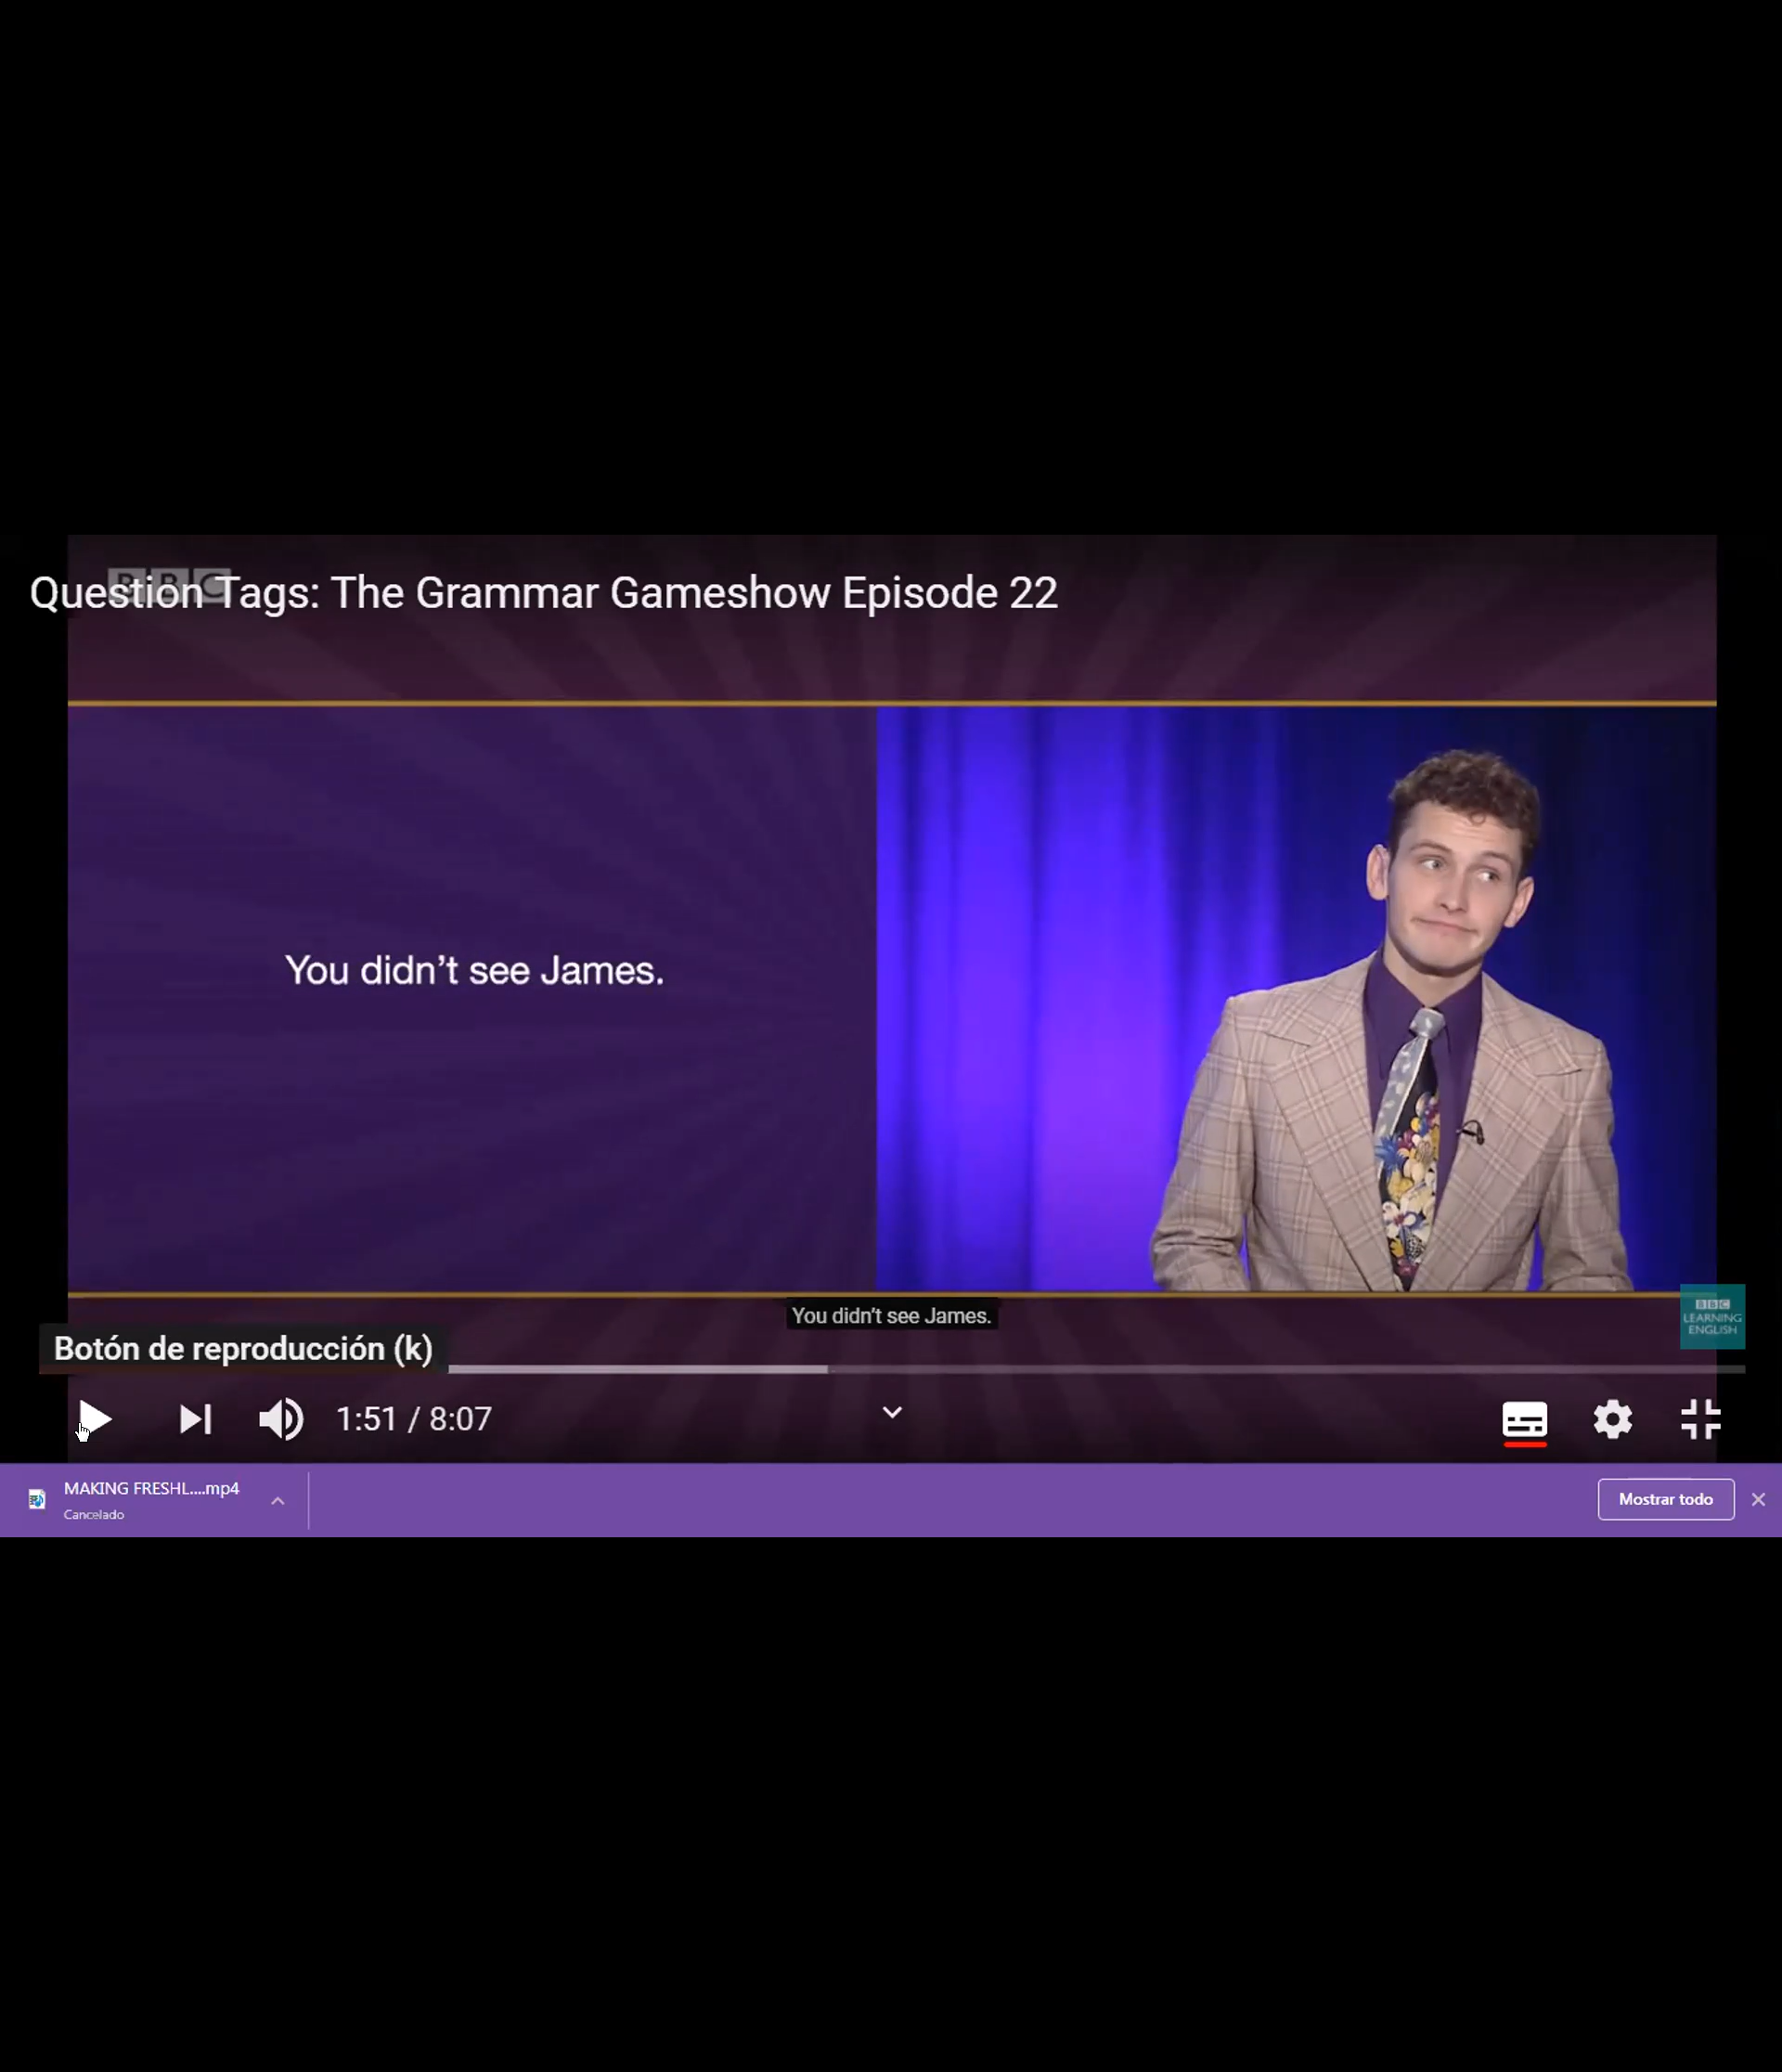 BBC
Question Tags: The Grammar Gameshow Episode 22
You didn't see James.
You didn't see James.
BBC
LEARNING
ENGLISH
Botón de reproducción (k)
1:51 / 8:07
MAKING FRESHL....mp4
Cancelado
Mostrar todo